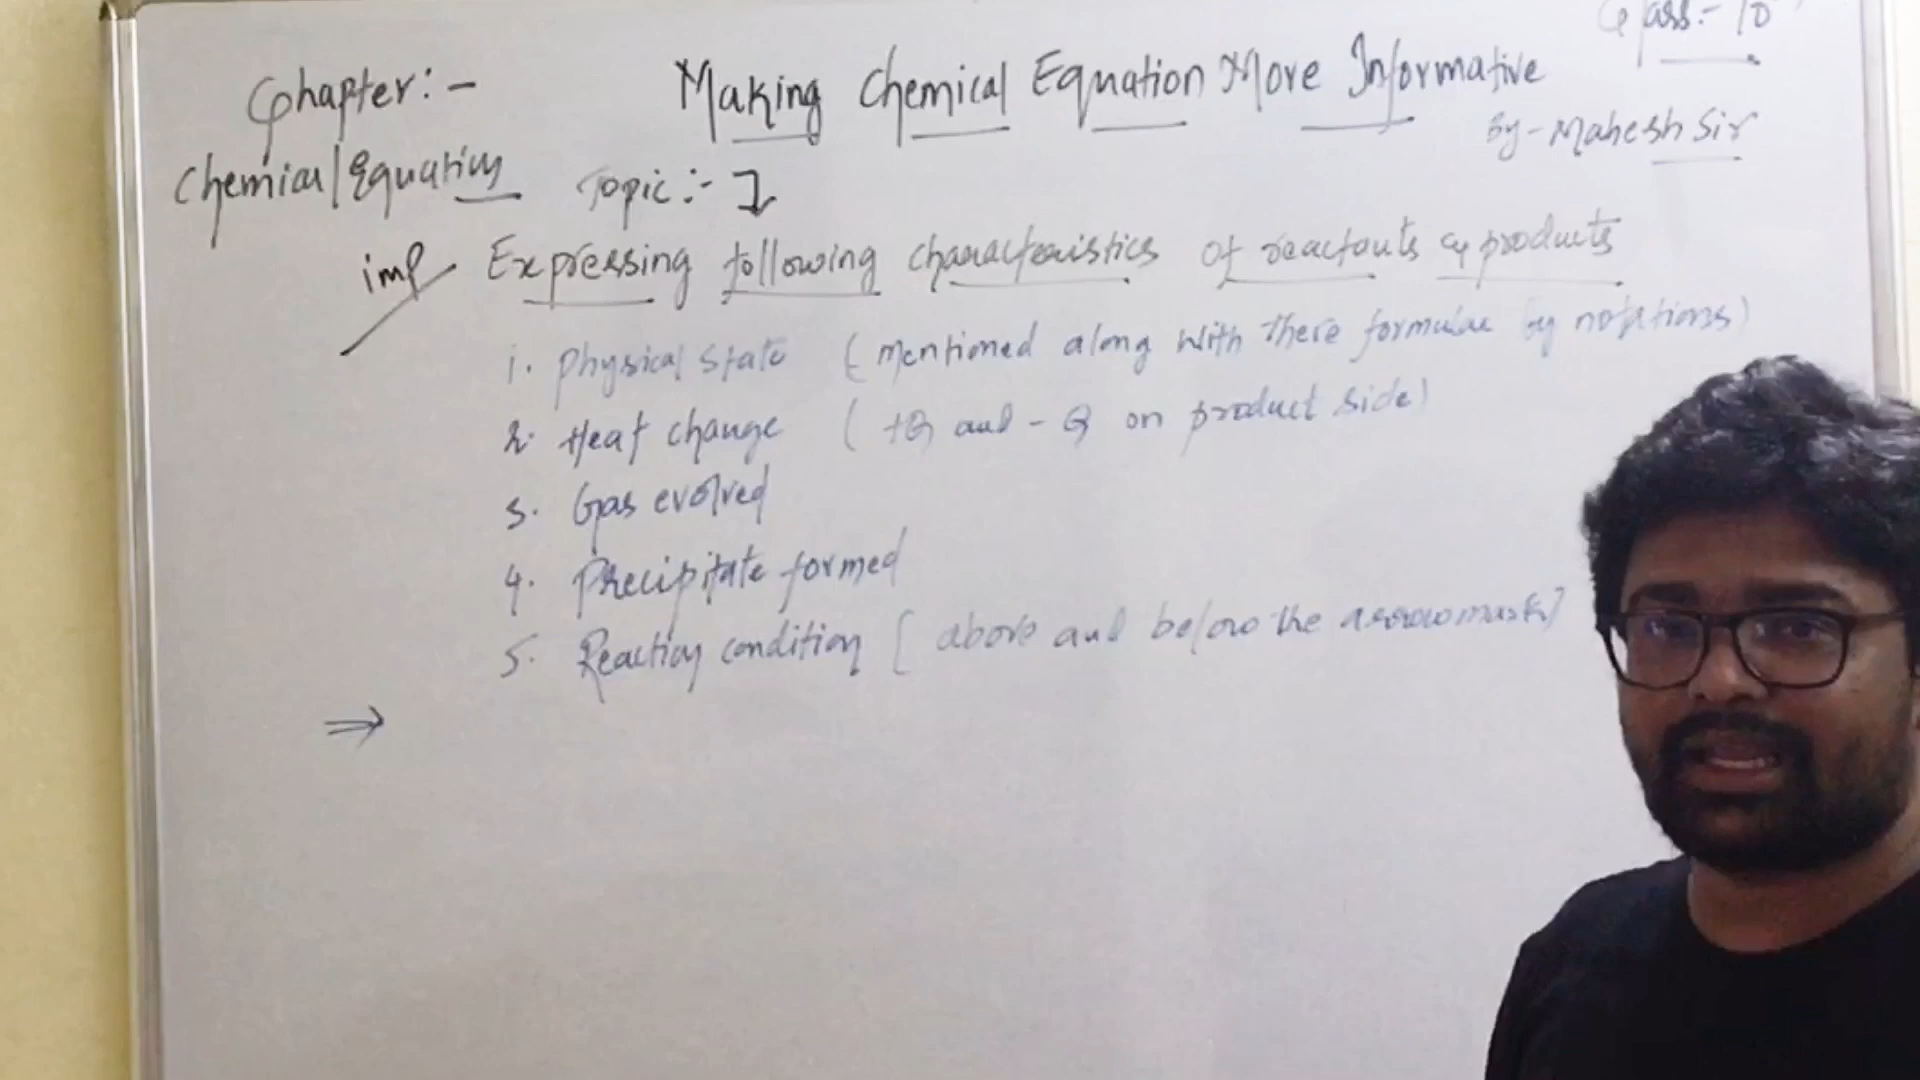 Class:- 10
Chapter:- Making Chemical Equation More Informative
By- Mahesh Sir
Chemical Equation Topic:-
imp Expressing following characteristics of reactants & products
1. Physical State (mentioned along with there formulae by notations)
2. Heat change ( +Q and - Q on product side)
3. Gas evolved
4. Precipitate formed
5. Reaction condition [ above and below the arrow mark]
⇒